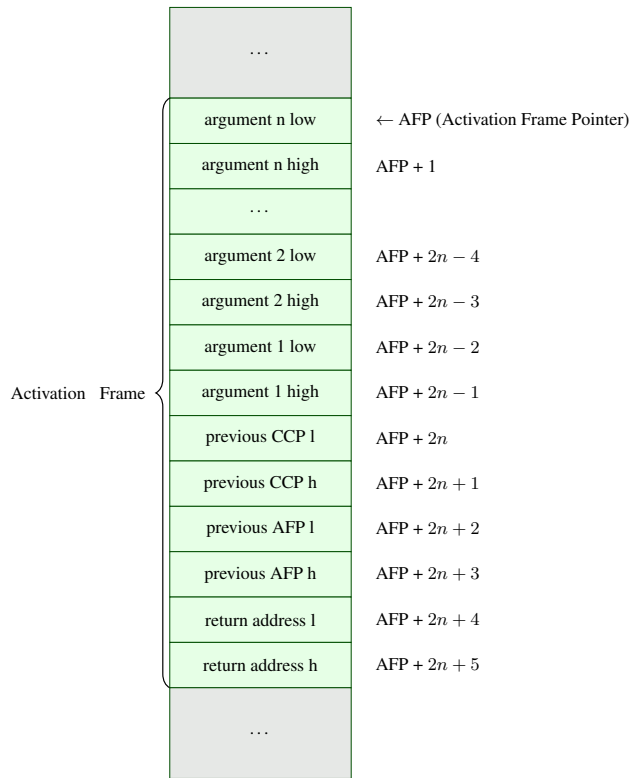 ...
argument n low ← AFP (Activation Frame Pointer)
argument n high AFP + 1
...
argument 2 low AFP + 2n − 4
argument 2 high AFP + 2n − 3
argument 1 low AFP + 2n − 2
Activation Frame argument 1 high AFP + 2n − 1
previous CCP l AFP + 2n
previous CCP h AFP + 2n + 1
previous AFP l AFP + 2n + 2
previous AFP h AFP + 2n + 3
return address l AFP + 2n + 4
return address h AFP + 2n + 5
...